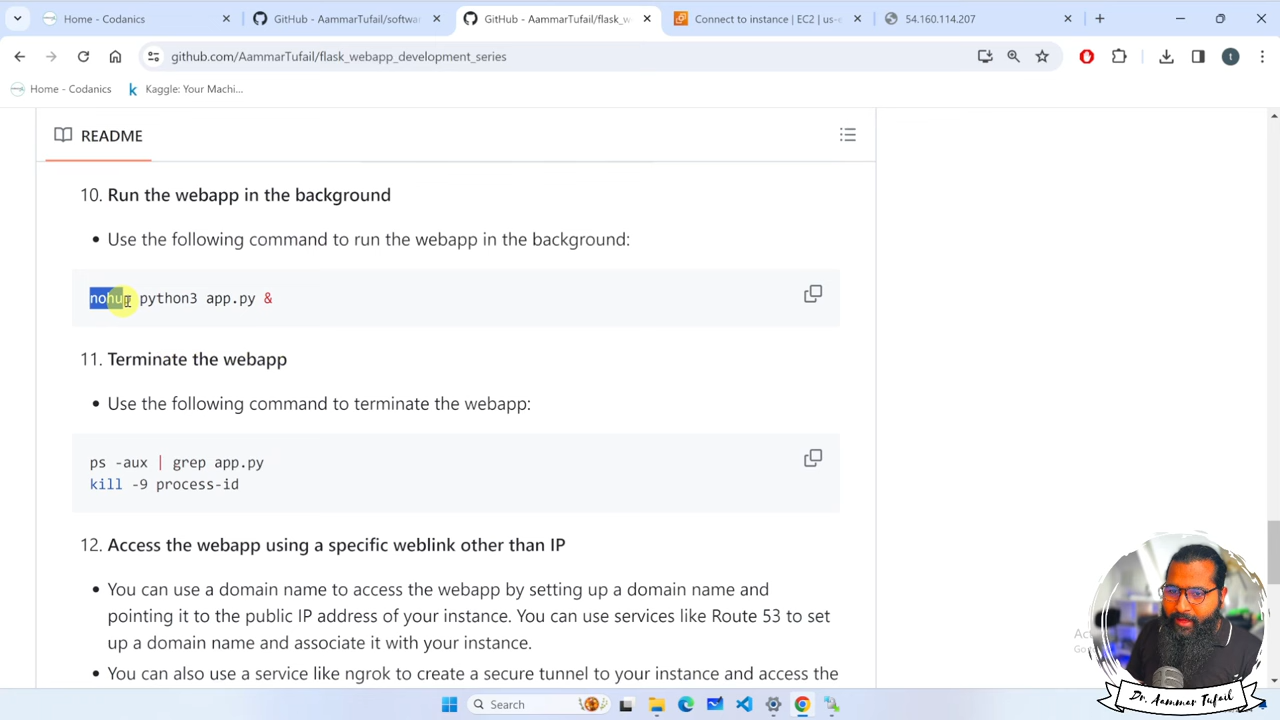 Home - Codanics
GitHub - AammarTufail/softwar
GitHub - AammarTufail/flask_w
Connect to instance | EC2 | us-e
54.160.114.207
github.com/AammarTufail/flask_webapp_development_series
t
Home - Codanics
Kaggle: Your Machi...
README
10. Run the webapp in the background
• Use the following command to run the webapp in the background:
nohup python3 app.py &
11. Terminate the webapp
• Use the following command to terminate the webapp:
ps -aux | grep app.py
kill -9 process-id
12. Access the webapp using a specific weblink other than IP
• You can use a domain name to access the webapp by setting up a domain name and
pointing it to the public IP address of your instance. You can use services like Route 53 to set
up a domain name and associate it with your instance.
• You can also use a service like ngrok to create a secure tunnel to your instance and access the
Dr. Aammar Tufail
Search